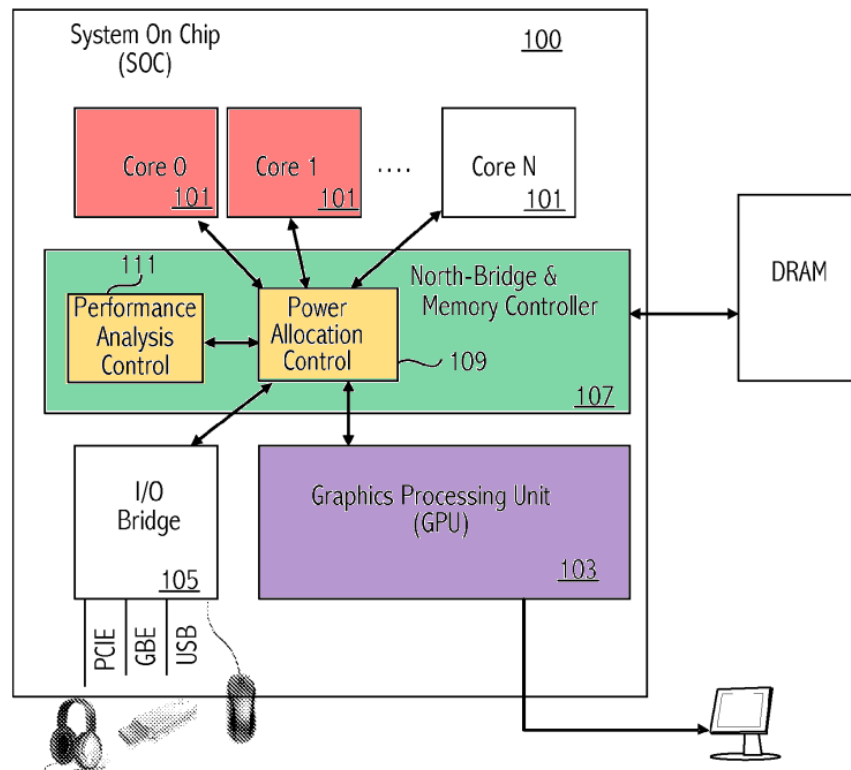 System On Chip
(SOC)
100
Core 0
101
Core 1
101
....
Core N
101
DRAM
111
North-Bridge &
Memory Controller
Performance
Analysis
Control
Power
Allocation
Control
109
107
I/O
Bridge
105
Graphics Processing Unit
(GPU)
103
PCIE
GBE
USB